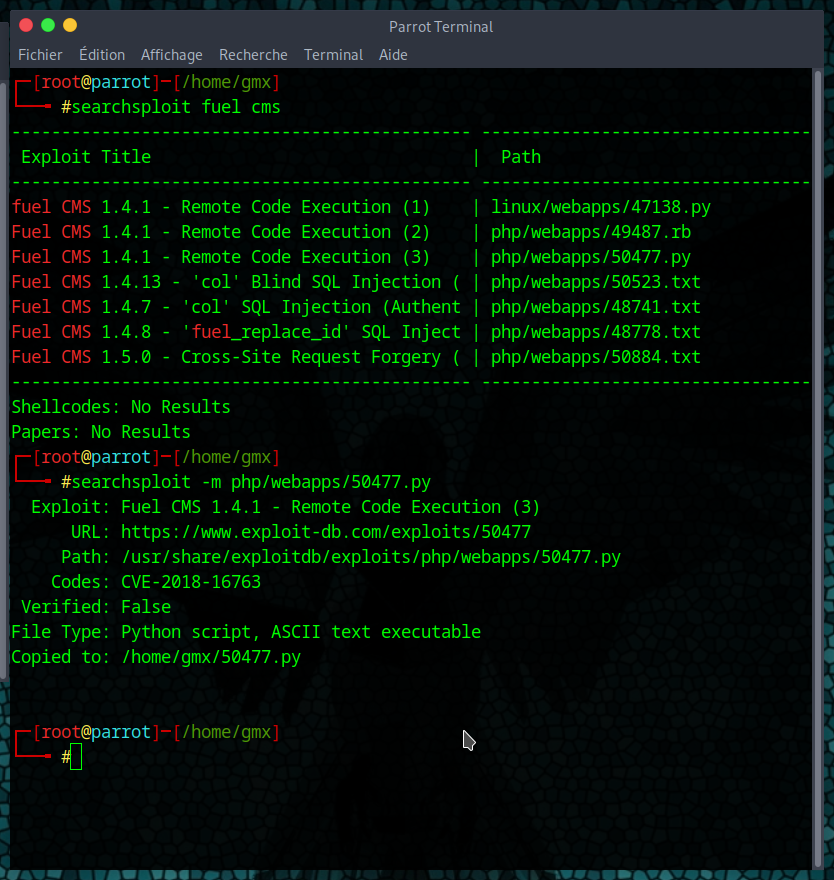 Parrot Terminal
Fichier Édition Affichage Recherche Terminal Aide
┌─[root@parrot]─[/home/gmx]
└──╼ #searchsploit fuel cms
---------------------------------------------- ---------------------------------
 Exploit Title                                |  Path
---------------------------------------------- ---------------------------------
fuel CMS 1.4.1 - Remote Code Execution (1)    | linux/webapps/47138.py
Fuel CMS 1.4.1 - Remote Code Execution (2)    | php/webapps/49487.rb
Fuel CMS 1.4.1 - Remote Code Execution (3)    | php/webapps/50477.py
Fuel CMS 1.4.13 - 'col' Blind SQL Injection ( | php/webapps/50523.txt
Fuel CMS 1.4.7 - 'col' SQL Injection (Authent | php/webapps/48741.txt
Fuel CMS 1.4.8 - 'fuel_replace_id' SQL Inject | php/webapps/48778.txt
Fuel CMS 1.5.0 - Cross-Site Request Forgery ( | php/webapps/50884.txt
---------------------------------------------- ---------------------------------
Shellcodes: No Results
Papers: No Results
┌─[root@parrot]─[/home/gmx]
└──╼ #searchsploit -m php/webapps/50477.py
  Exploit: Fuel CMS 1.4.1 - Remote Code Execution (3)
      URL: https://www.exploit-db.com/exploits/50477
     Path: /usr/share/exploitdb/exploits/php/webapps/50477.py
    Codes: CVE-2018-16763
 Verified: False
File Type: Python script, ASCII text executable
Copied to: /home/gmx/50477.py
┌─[root@parrot]─[/home/gmx]
└──╼ #